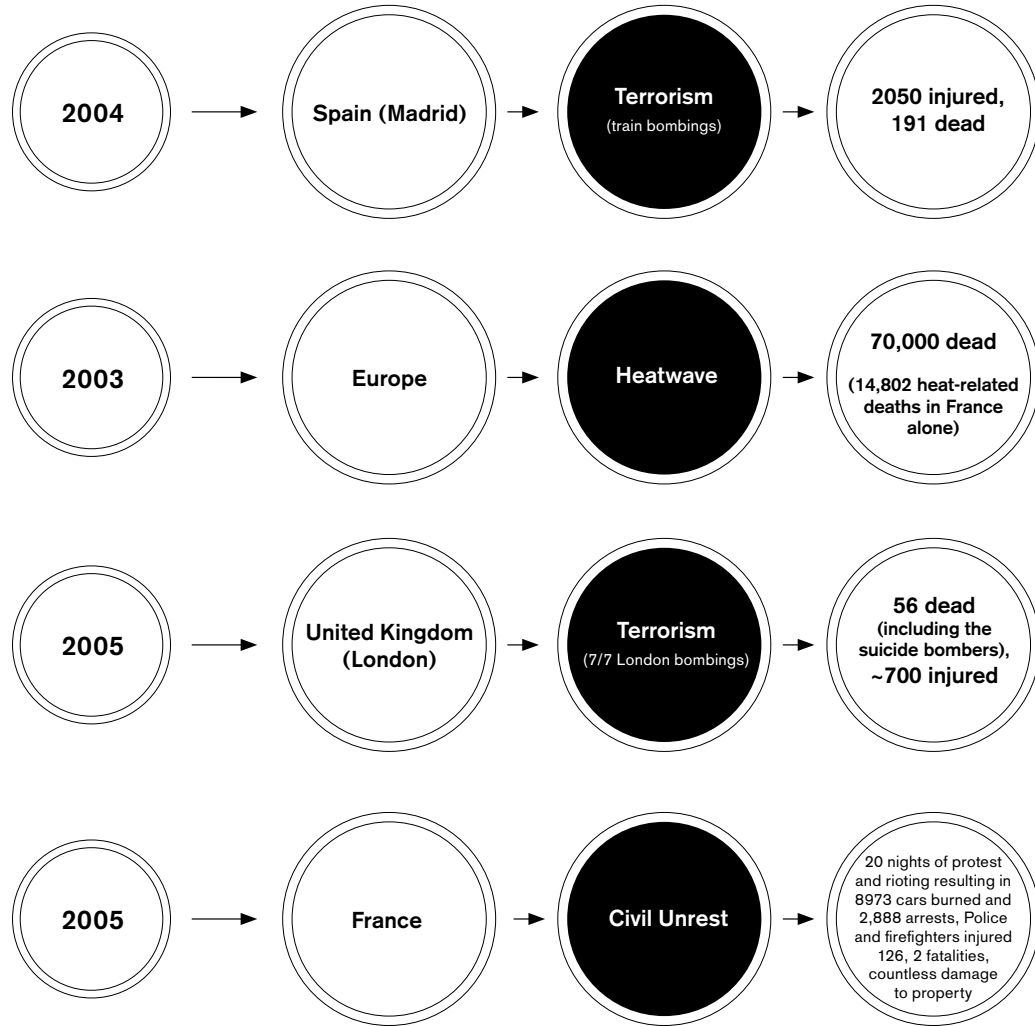 2004
Spain (Madrid)
Terrorism
(train bombings)
2050 injured,
191 dead
2003
Europe
Heatwave
70,000 dead
(14,802 heat-related
deaths in France
alone)
2005
United Kingdom
(London)
Terrorism
(7/7 London bombings)
56 dead
(including the
suicide bombers),
~700 injured
2005
France
Civil Unrest
20 nights of protest
and rioting resulting in
8973 cars burned and
2,888 arrests, Police
and firefighters injured
126, 2 fatalities,
countless damage
to property